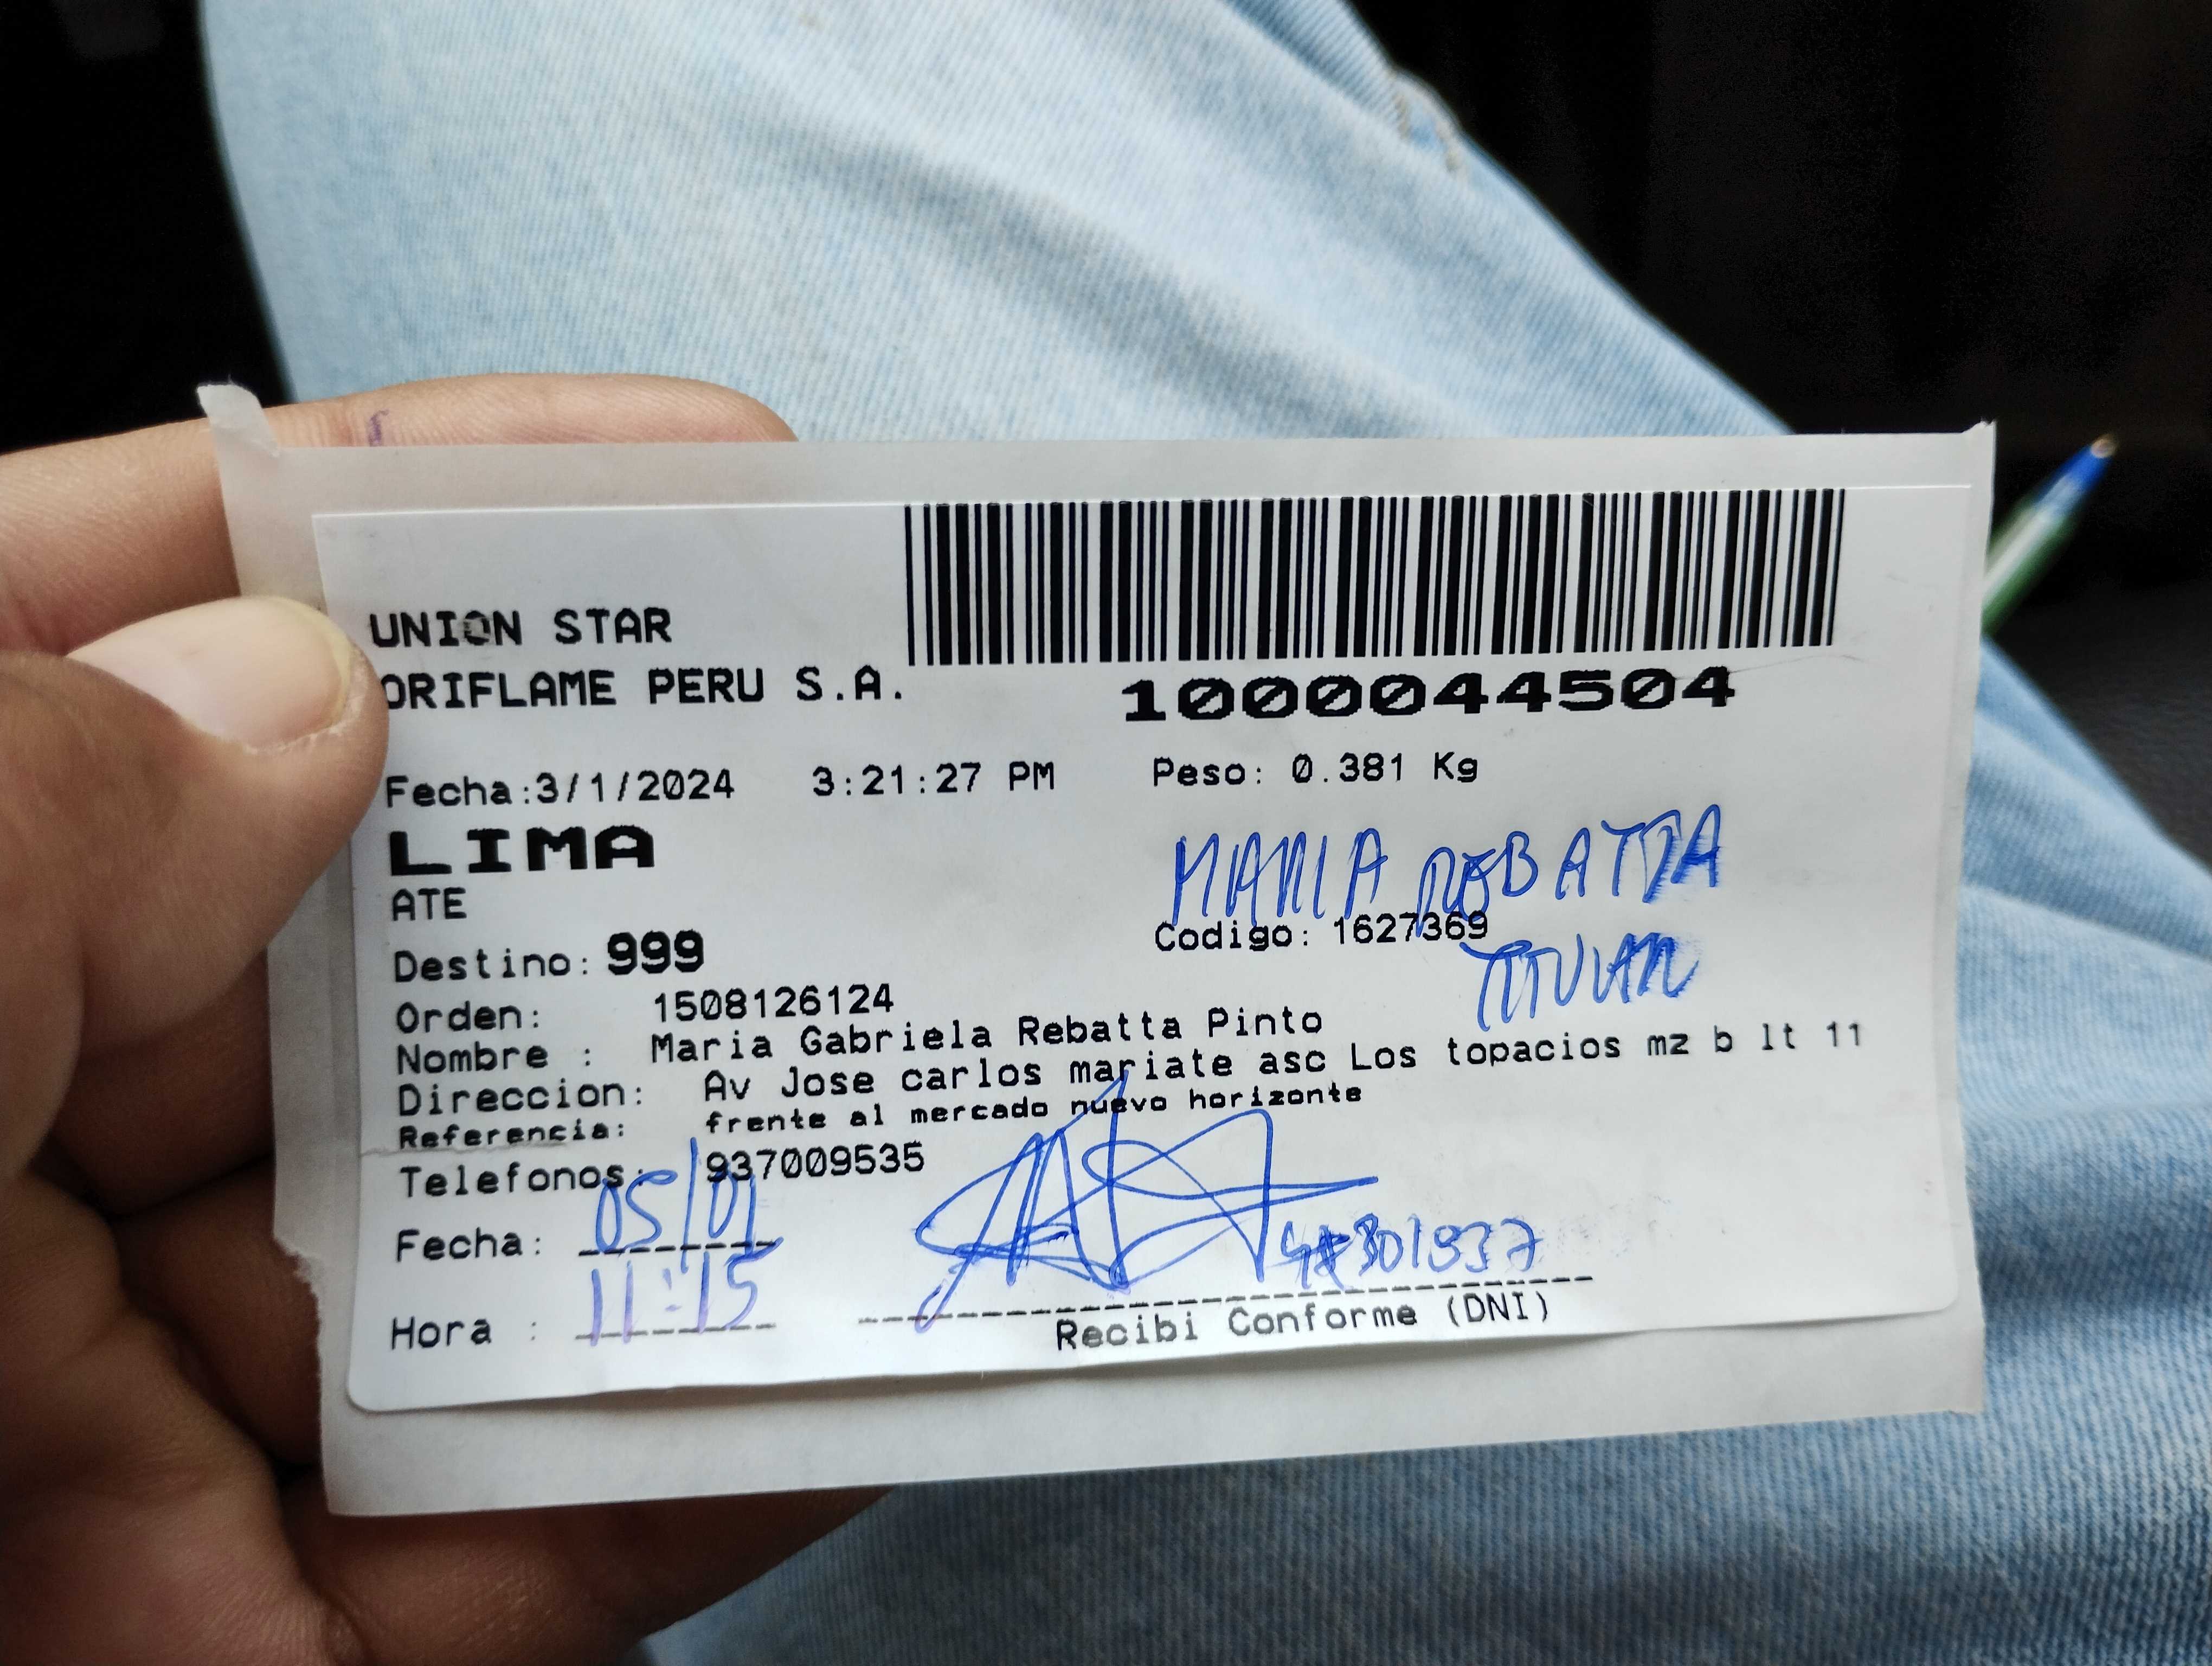 UNION STAR
ORIFLAME PERU S.A.
1000044504
Fecha:3/1/2024 3:21:27 PM Peso: 0.381 Kg
LIMA
ATE
MARIA REBATTA
Codigo: 1627369
Destino: 999
TITULAR
Orden: 1508126124
Nombre : Maria Gabriela Rebatta Pinto
Direccion: Av Jose carlos mariate asc Los topacios mz b lt 11
Referencia: frente al mercado nuevo horizonte
Telefonos: 937009535
Fecha: 05/01
Hora : 11:15
Recibi Conforme (DNI)